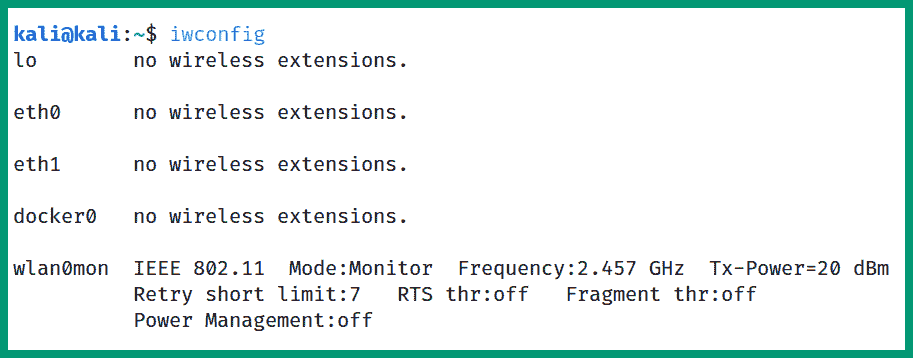 kali@kali:~$ iwconfig
lo        no wireless extensions.
eth0      no wireless extensions.
eth1      no wireless extensions.
docker0   no wireless extensions.
wlan0mon  IEEE 802.11  Mode:Monitor  Frequency:2.457 GHz  Tx-Power=20 dBm
          Retry short limit:7   RTS thr:off   Fragment thr:off
          Power Management:off